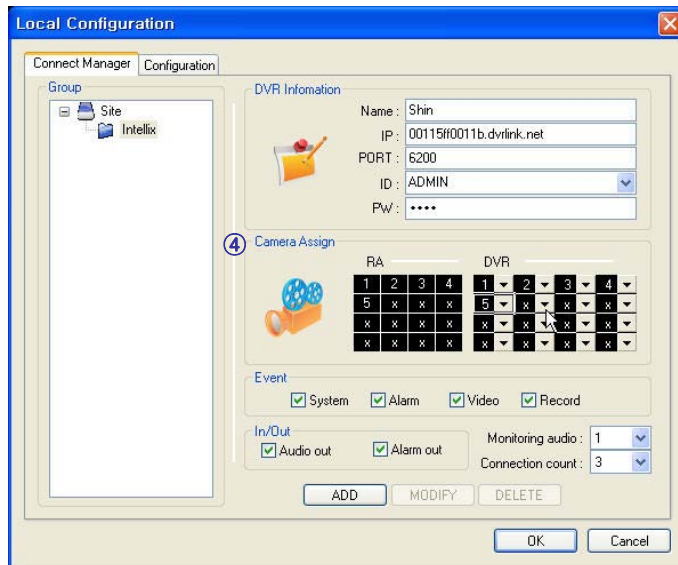 Local Configuration
Connect Manager
Configuration
Group
Site
Intellix
DVR Infomation
Name : Shin
IP : 00115ff0011b.dvrlink.net
PORT : 6200
ID : ADMIN
PW : ••••
④ Camera Assign
RA
1 2 3 4
5 x x x
x x x x
x x x x
DVR
1 2 3 4
5 x x x
x x x x
x x x x
Event
System Alarm Video Record
In/Out
Audio out Alarm out
Monitoring audio : 1
Connection count : 3
ADD MODIFY DELETE
OK Cancel